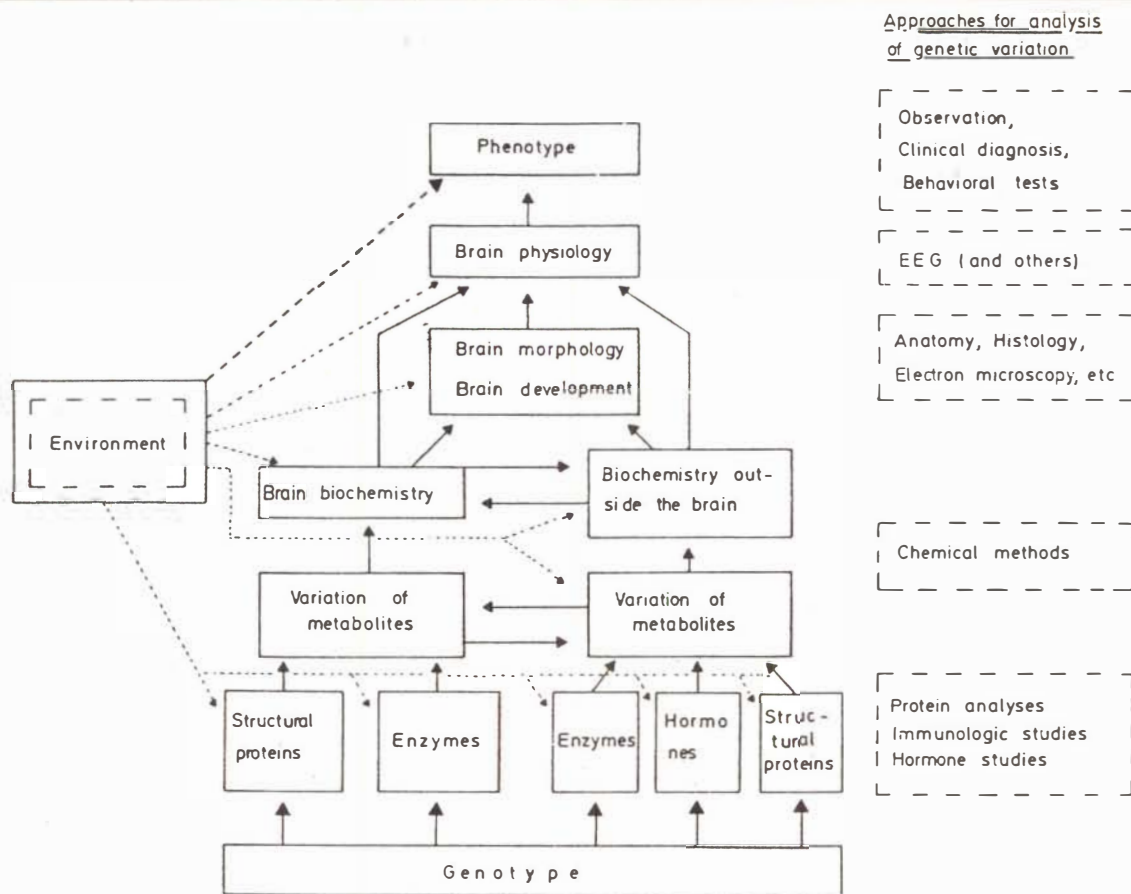 Approaches for analysis
of genetic variation
Observation,
Clinical diagnosis,
Behavioral tests
Phenotype
Brain physiology
EEG (and others)
Brain morphology
Brain development
Anatomy, Histology,
Electron microscopy, etc
Environment
Brain biochemistry
Biochemistry out-
side the brain
Chemical methods
Variation of
metabolites
Variation of
metabolites
Structural
proteins
Enzymes
Enzymes
Hormo
nes
Struc-
tural
proteins
Protein analyses
Immunologic studies
Hormone studies
Genotype